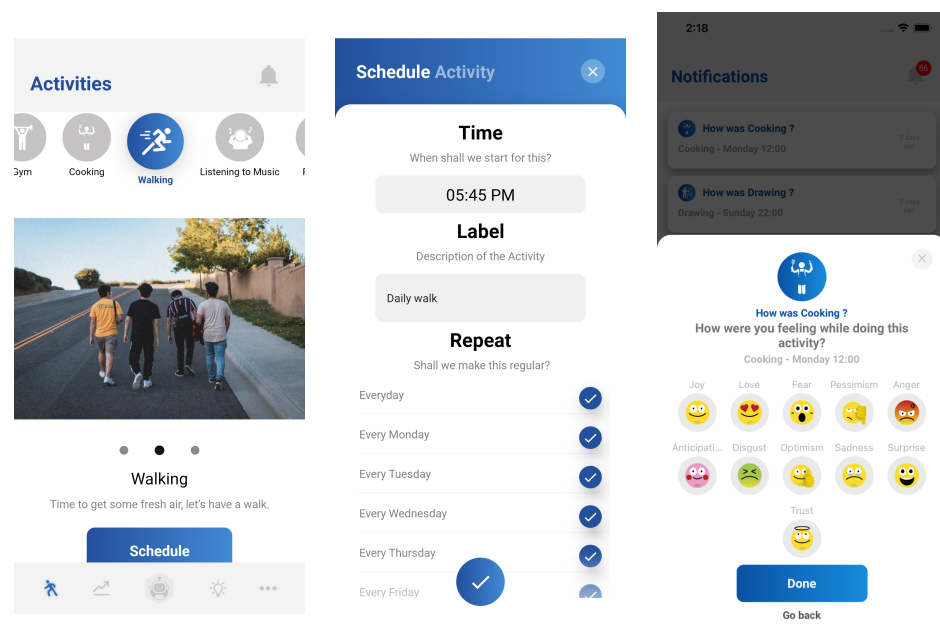 Activities
Gym
Cooking
Walking
Listening to Music
Walking
Time to get some fresh air, let's have a walk.
Schedule
Schedule Activity
Time
When shall we start for this?
05:45 PM
Label
Description of the Activity
Daily walk
Repeat
Shall we make this regular?
Everyday
Every Monday
Every Tuesday
Every Wednesday
Every Thursday
Every Friday
2:18
Notifications
86
How was Cooking ?
Cooking - Monday 12:00
2 days
ago
How was Drawing ?
Drawing - Sunday 22:00
2 days
ago
How was Cooking ?
How were you feeling while doing this
activity?
Cooking - Monday 12:00
Joy Love Fear Pessimism Anger
Anticipati... Disgust Optimism Sadness Surprise
Trust
Done
Go back